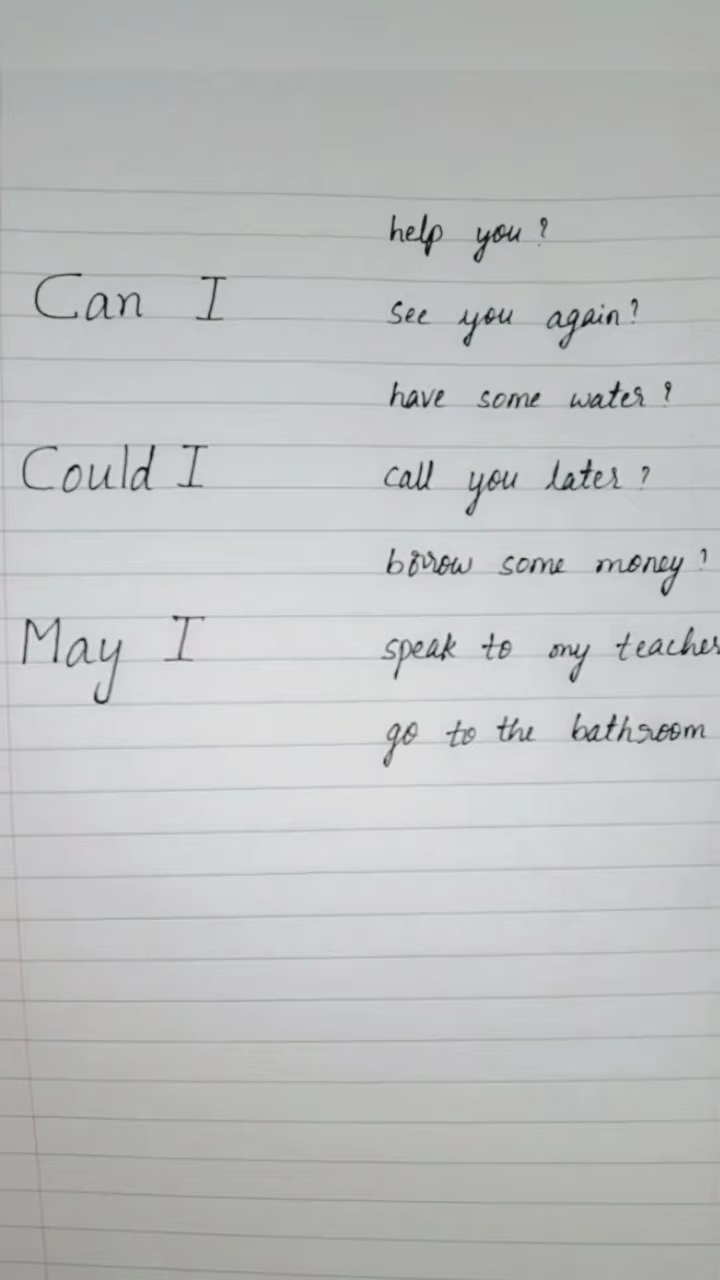 help you?
Can I
see you again?
have some water?
Could I
call you later?
borrow some money?
May I
speak to my teacher
go to the bathroom